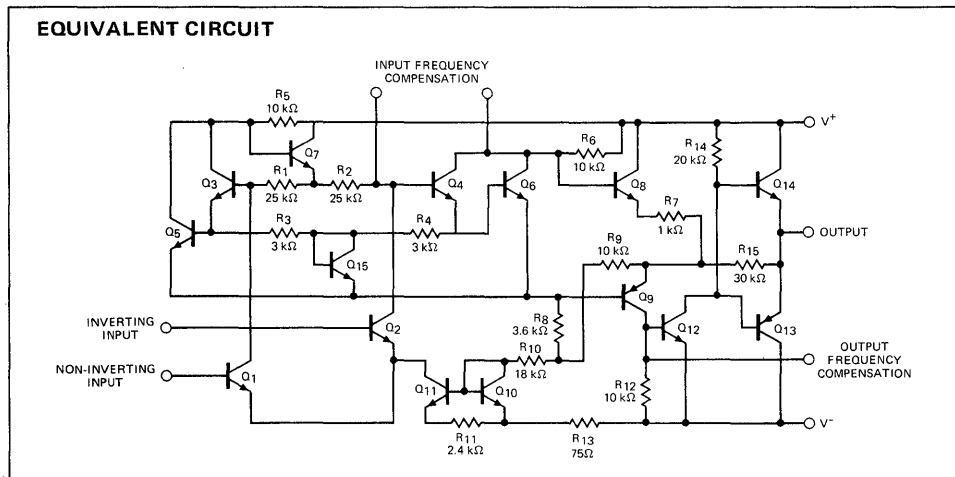 EQUIVALENT CIRCUIT
INPUT FREQUENCY
COMPENSATION
R5
10 kΩ
V+
R6
10 kΩ
R14
20 kΩ
Q7
Q3
R1
25 kΩ
R2
25 kΩ
Q4
Q6
Q8
Q14
R7
1 kΩ
Q5
R3
3 kΩ
R4
3 kΩ
OUTPUT
R9
10 kΩ
R15
30 kΩ
Q15
Q9
INVERTING
INPUT
Q2
R8
3.6 kΩ
Q12
Q13
NON-INVERTING
INPUT
Q1
R10
18 kΩ
OUTPUT
FREQUENCY
COMPENSATION
Q11
Q10
R12
10 kΩ
R11
2.4 kΩ
R13
75Ω
V-